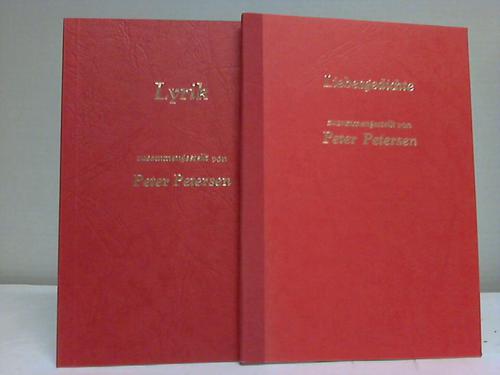 Lyrik
zusammengestellt von
Peter Petersen
Liebesgedichte
zusammengestellt von
Peter Petersen